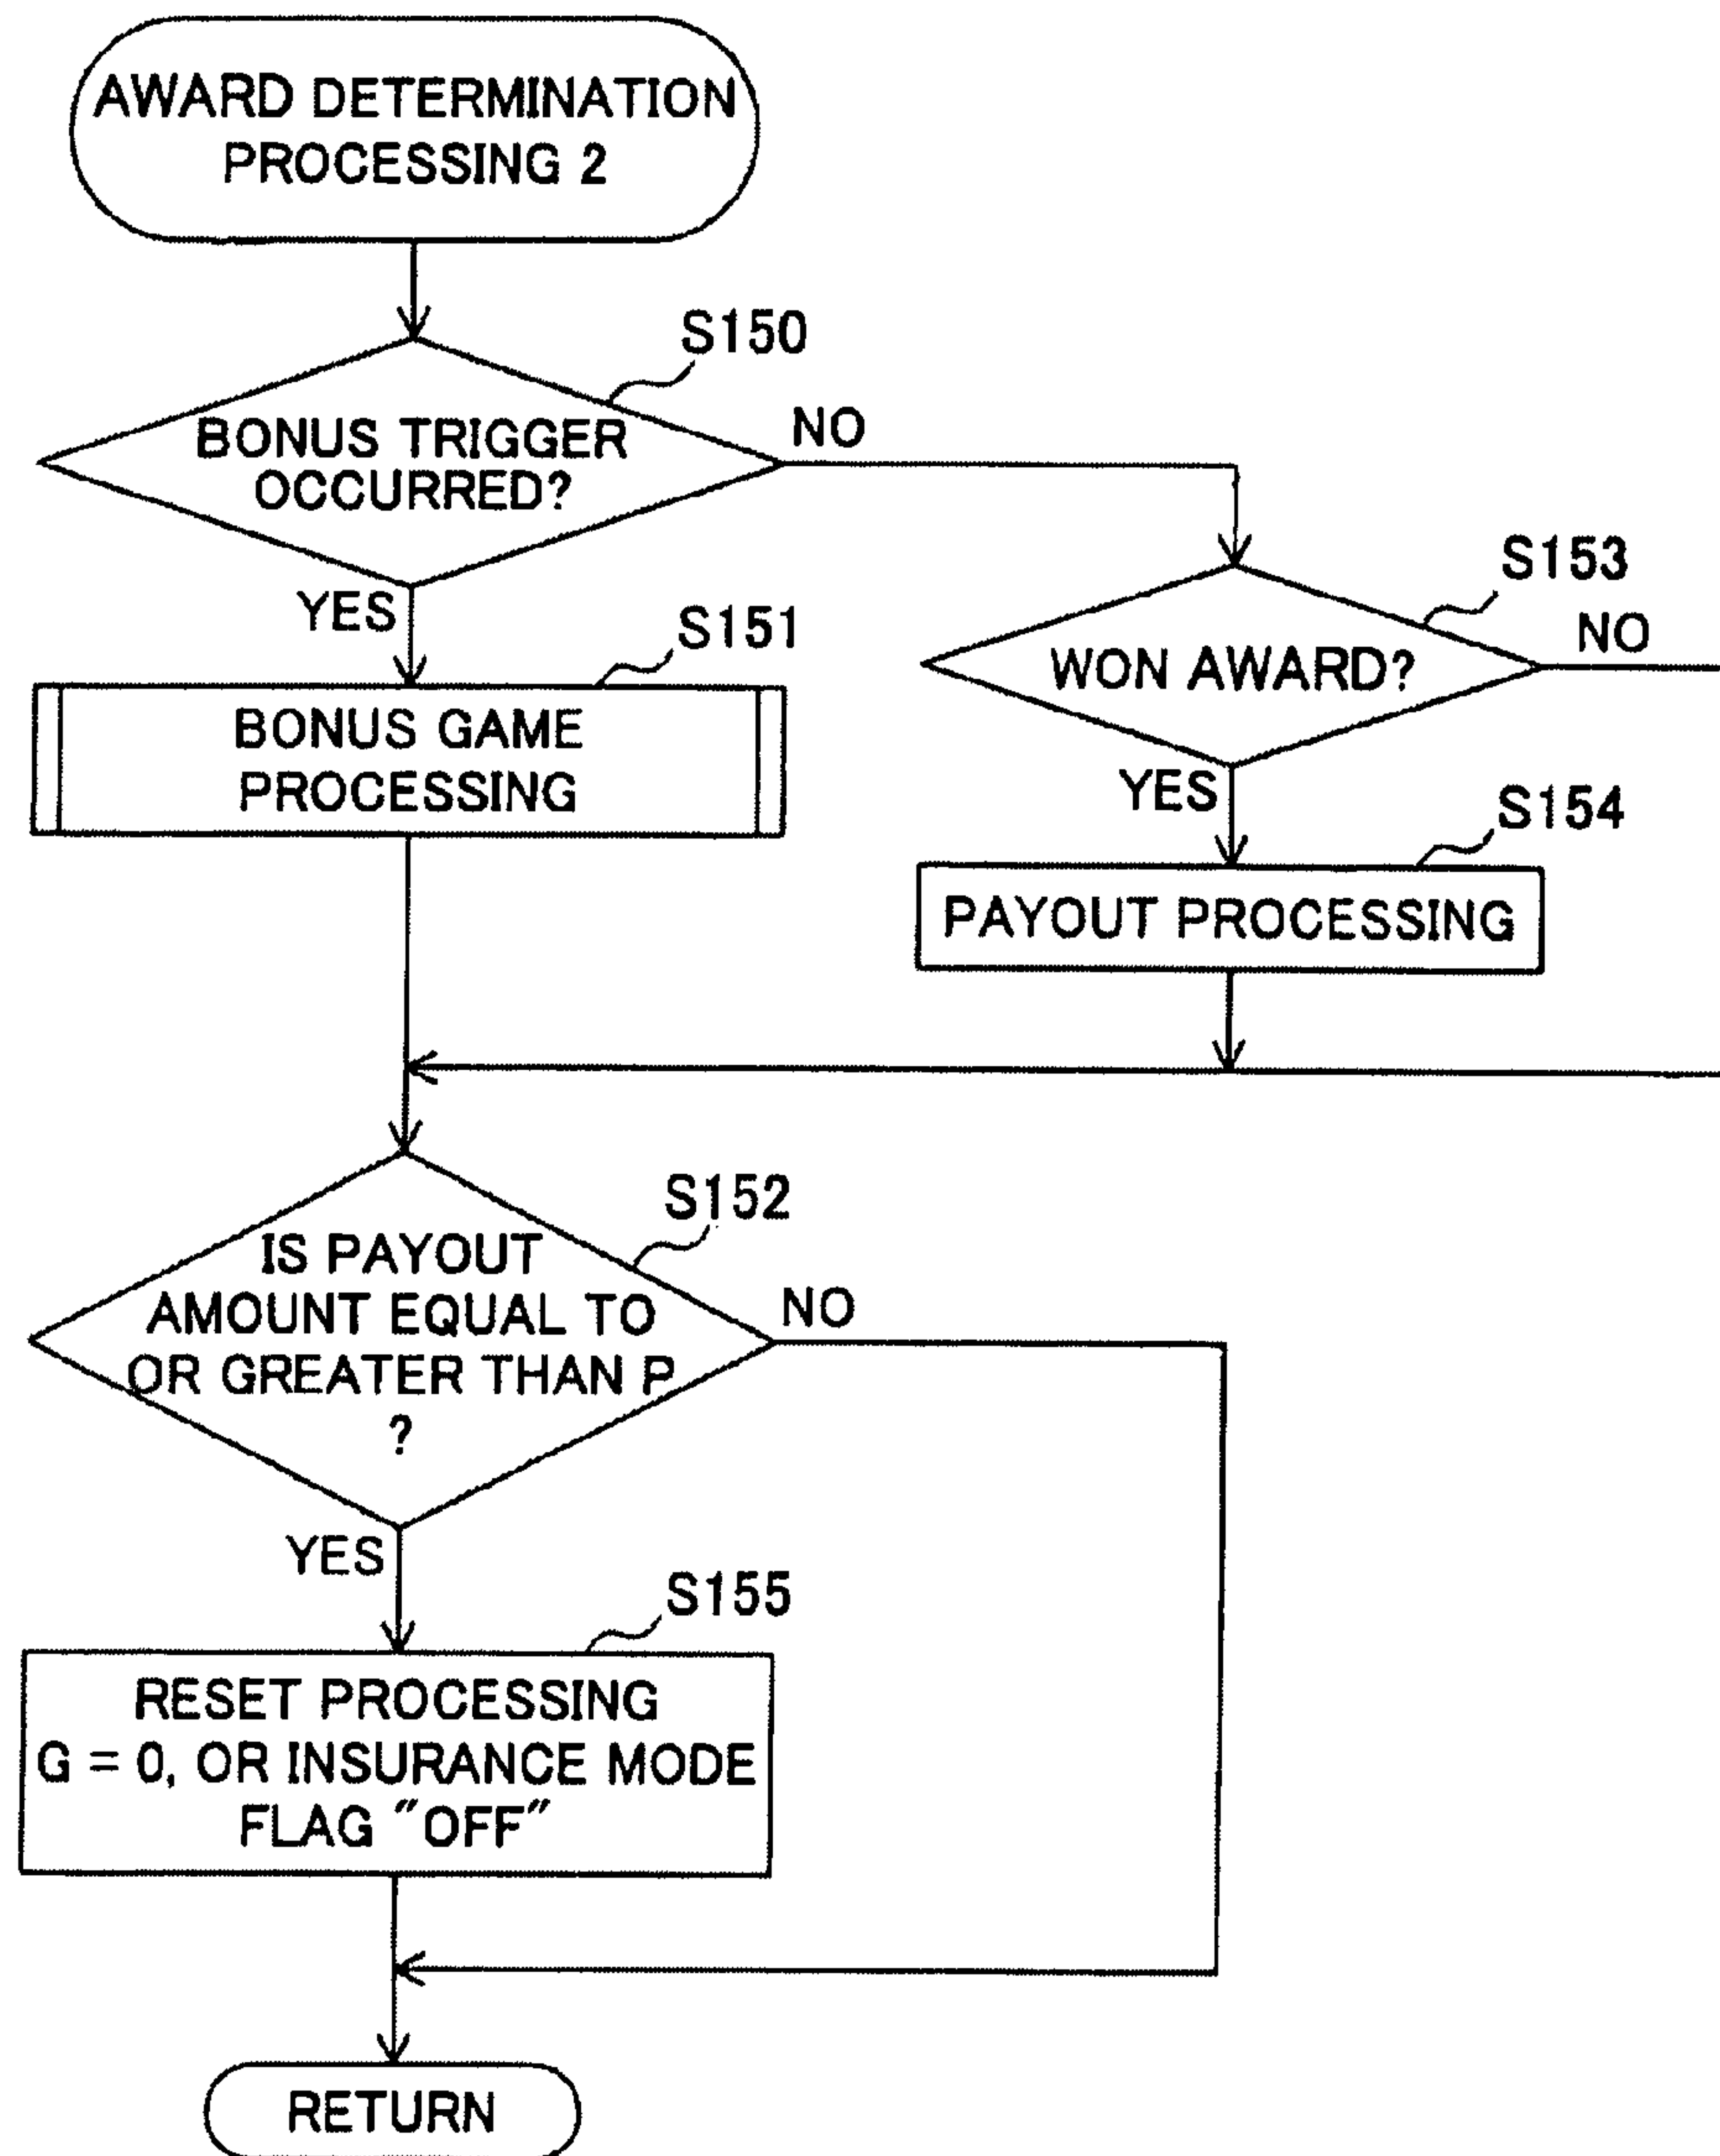 AWARD DETERMINATION
PROCESSING 2
S150
BONUS TRIGGER
OCCURRED?
NO
YES
S151
BONUS GAME
PROCESSING
S153
WON AWARD?
NO
YES
S154
PAYOUT PROCESSING
S152
IS PAYOUT
AMOUNT EQUAL TO
OR GREATER THAN P
?
NO
YES
S155
RESET PROCESSING
G = 0, OR INSURANCE MODE
FLAG "OFF"
RETURN